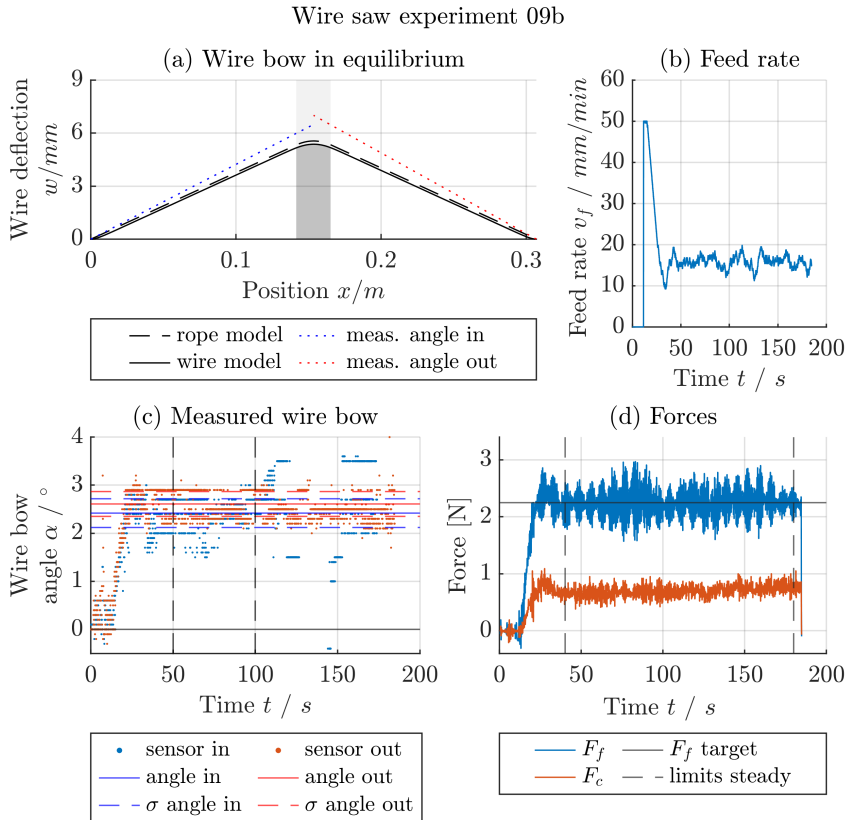 Wire saw experiment 09b
(a) Wire bow in equilibrium
Wire deflection
w/mm
9
6
3
0
0
0.1
0.2
0.3
Position x/m
rope model
meas. angle in
wire model
meas. angle out
(b) Feed rate
Feed rate v_f / mm/min
60
50
40
30
20
10
0
0
50
100
150
200
Time t / s
(c) Measured wire bow
Wire bow
angle α / °
4
3
2
1
0
0
50
100
150
200
Time t / s
sensor in
sensor out
angle in
angle out
σ angle in
σ angle out
(d) Forces
Force [N]
3
2
1
0
0
50
100
150
200
Time t / s
F_f
F_f target
F_c
limits steady